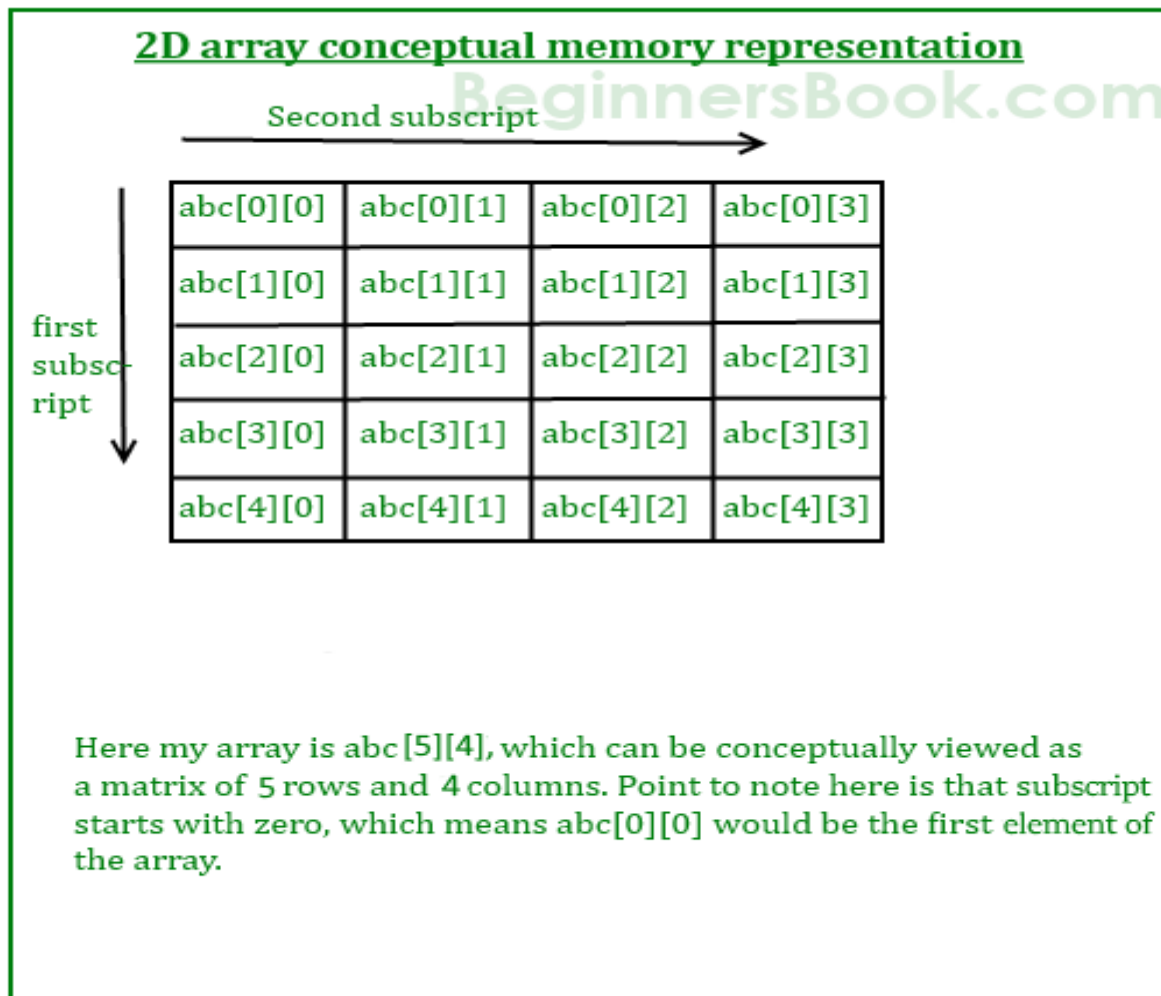 2D array conceptual memory representation
BeginnersBook.com
Second subscript
abc[0][0] abc[0][1] abc[0][2] abc[0][3]
abc[1][0] abc[1][1] abc[1][2] abc[1][3]
first
subsc-
ript
abc[2][0] abc[2][1] abc[2][2] abc[2][3]
abc[3][0] abc[3][1] abc[3][2] abc[3][3]
abc[4][0] abc[4][1] abc[4][2] abc[4][3]
Here my array is abc[5][4], which can be conceptually viewed as
a matrix of 5 rows and 4 columns. Point to note here is that subscript
starts with zero, which means abc[0][0] would be the first element of
the array.